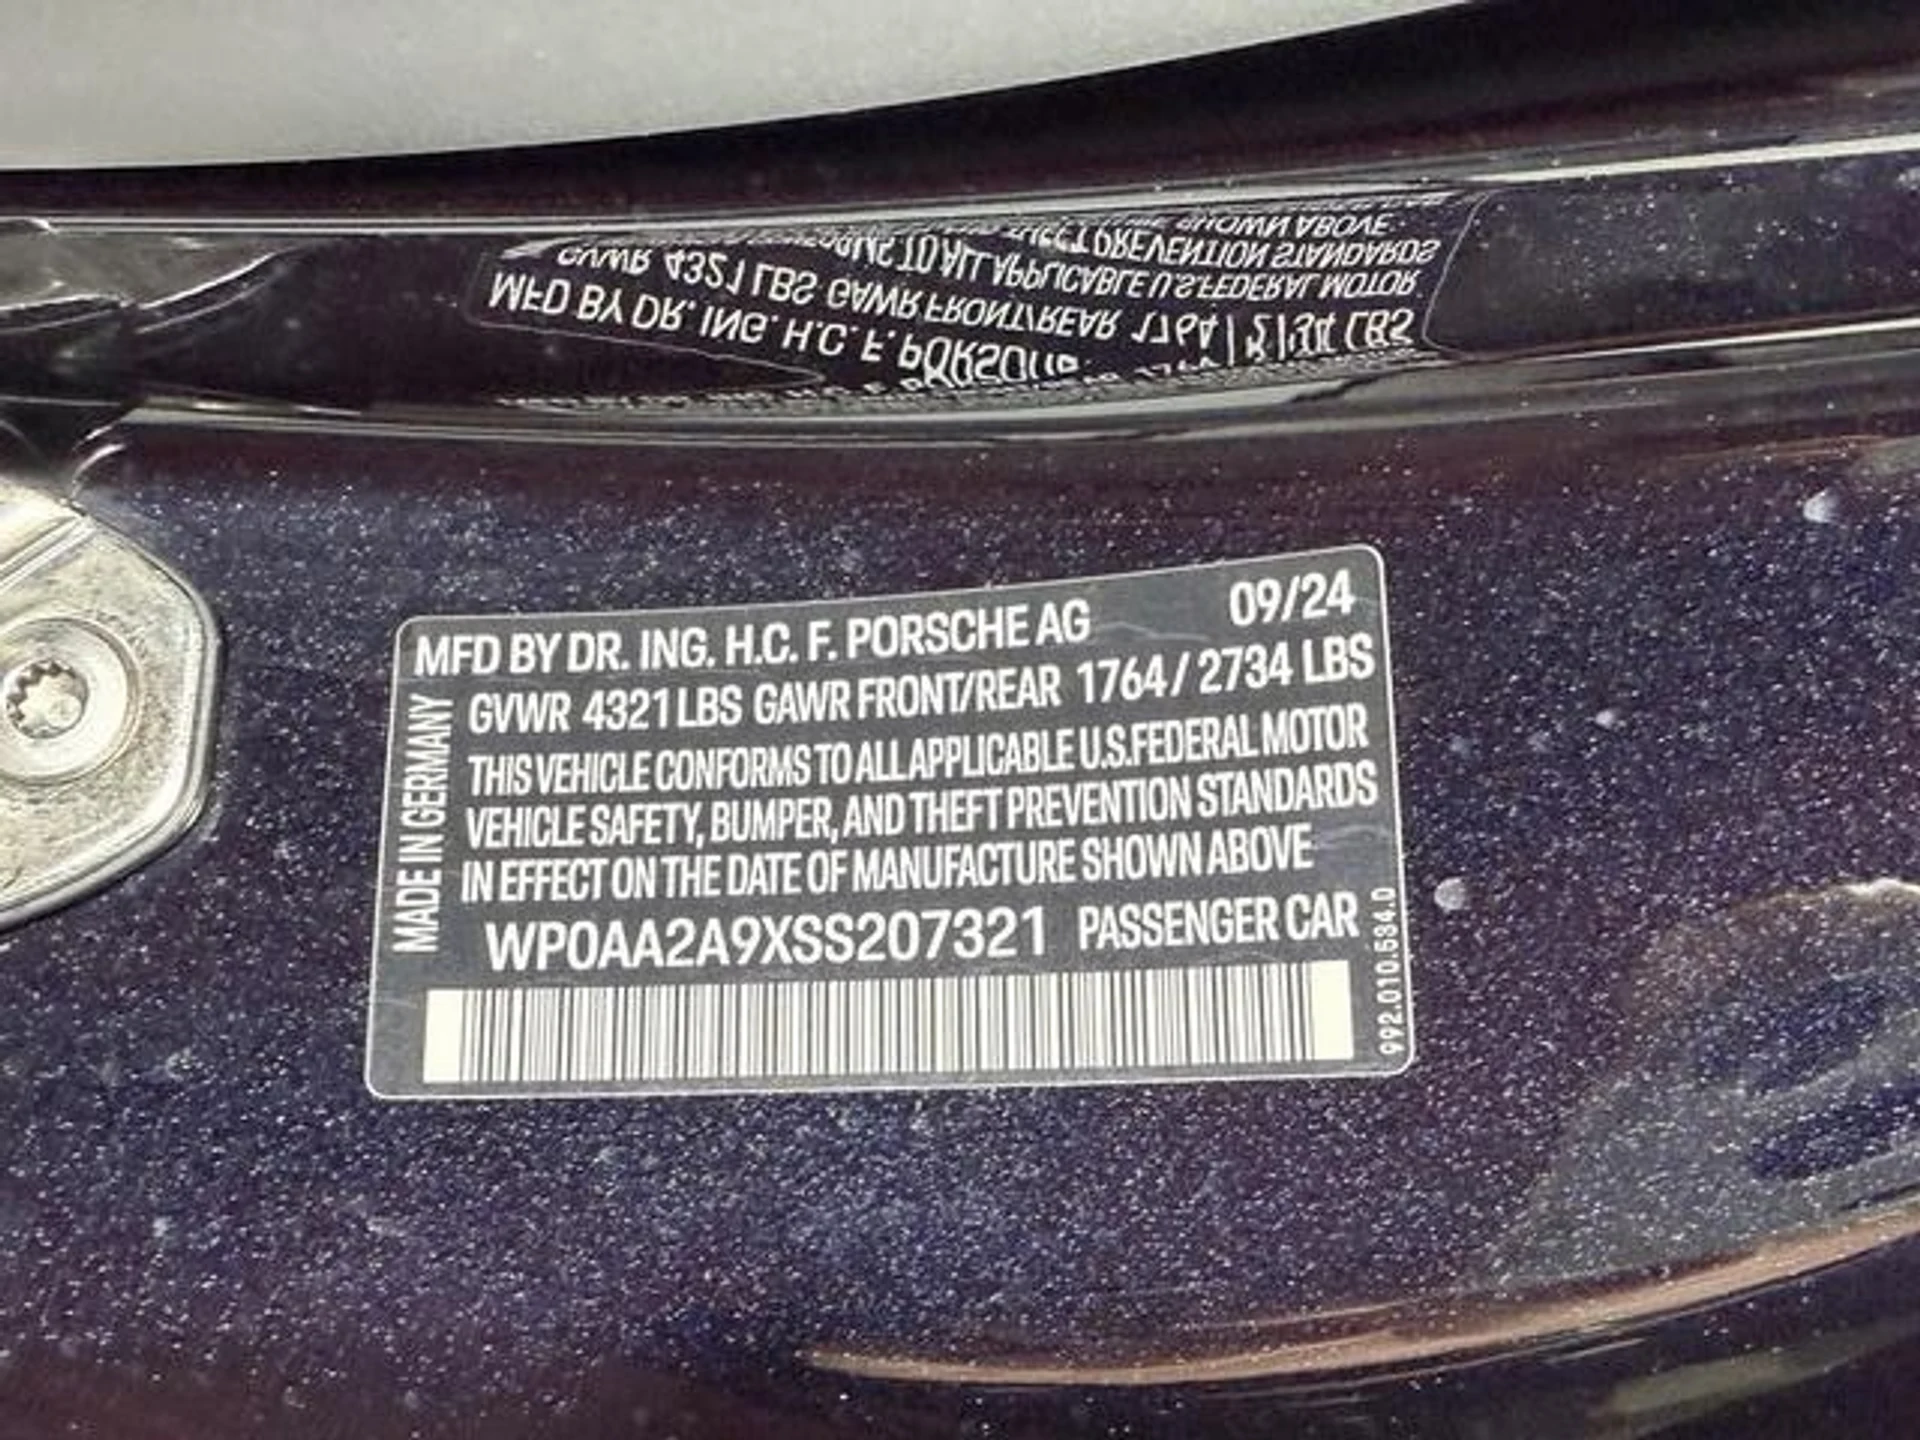 MFD BY DR. ING. H.C. F. PORSCHE AG 09/24
GVWR 4321 LBS GAWR FRONT/REAR 1764 / 2734 LBS
THIS VEHICLE CONFORMS TO ALL APPLICABLE U.S. FEDERAL MOTOR
VEHICLE SAFETY, BUMPER, AND THEFT PREVENTION STANDARDS
IN EFFECT ON THE DATE OF MANUFACTURE SHOWN ABOVE
WP0AA2A9XSS207321 PASSENGER CAR
MADE IN GERMANY
992.010.534.0